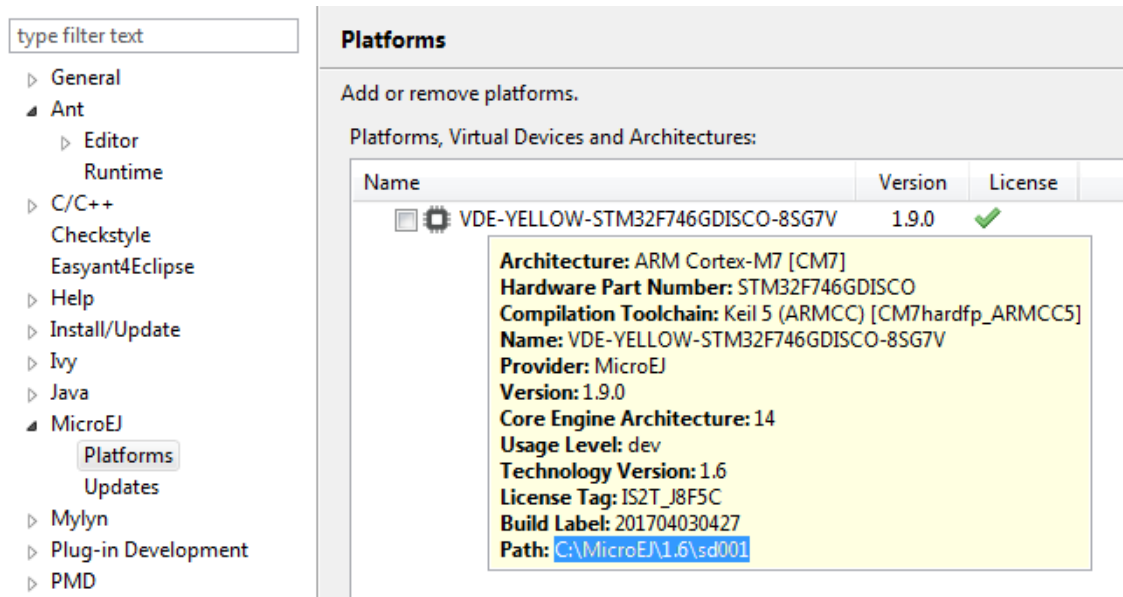 type filter text
General
Ant
Editor
Runtime
C/C++
Checkstyle
Easyant4Eclipse
Help
Install/Update
Ivy
Java
MicroEJ
Platforms
Updates
Mylyn
Plug-in Development
PMD
Platforms
Add or remove platforms.
Platforms, Virtual Devices and Architectures:
Name Version License
VDE-YELLOW-STM32F746GDISCO-8SG7V 1.9.0
Architecture: ARM Cortex-M7 [CM7]
Hardware Part Number: STM32F746GDISCO
Compilation Toolchain: Keil 5 (ARMCC) [CM7hardfp_ARMCC5]
Name: VDE-YELLOW-STM32F746GDISCO-8SG7V
Provider: MicroEJ
Version: 1.9.0
Core Engine Architecture: 14
Usage Level: dev
Technology Version: 1.6
License Tag: IS2T_J8F5C
Build Label: 201704030427
Path: C:\MicroEJ\1.6\sd001